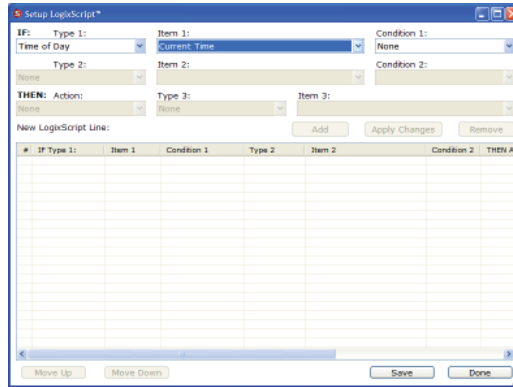 Setup LogixScript™
IF: Type 1: Item 1: Condition 1:
Time of Day Current Time None
Type 2: Item 2: Condition 2:
None
THEN: Action: Type 3: Item 3:
None None
New LogixScript Line: Add Apply Changes Remove
# IF Type 1: Item 1 Condition 1 Type 2 Item 2 Condition 2 THEN A
Move Up Move Down Save Done